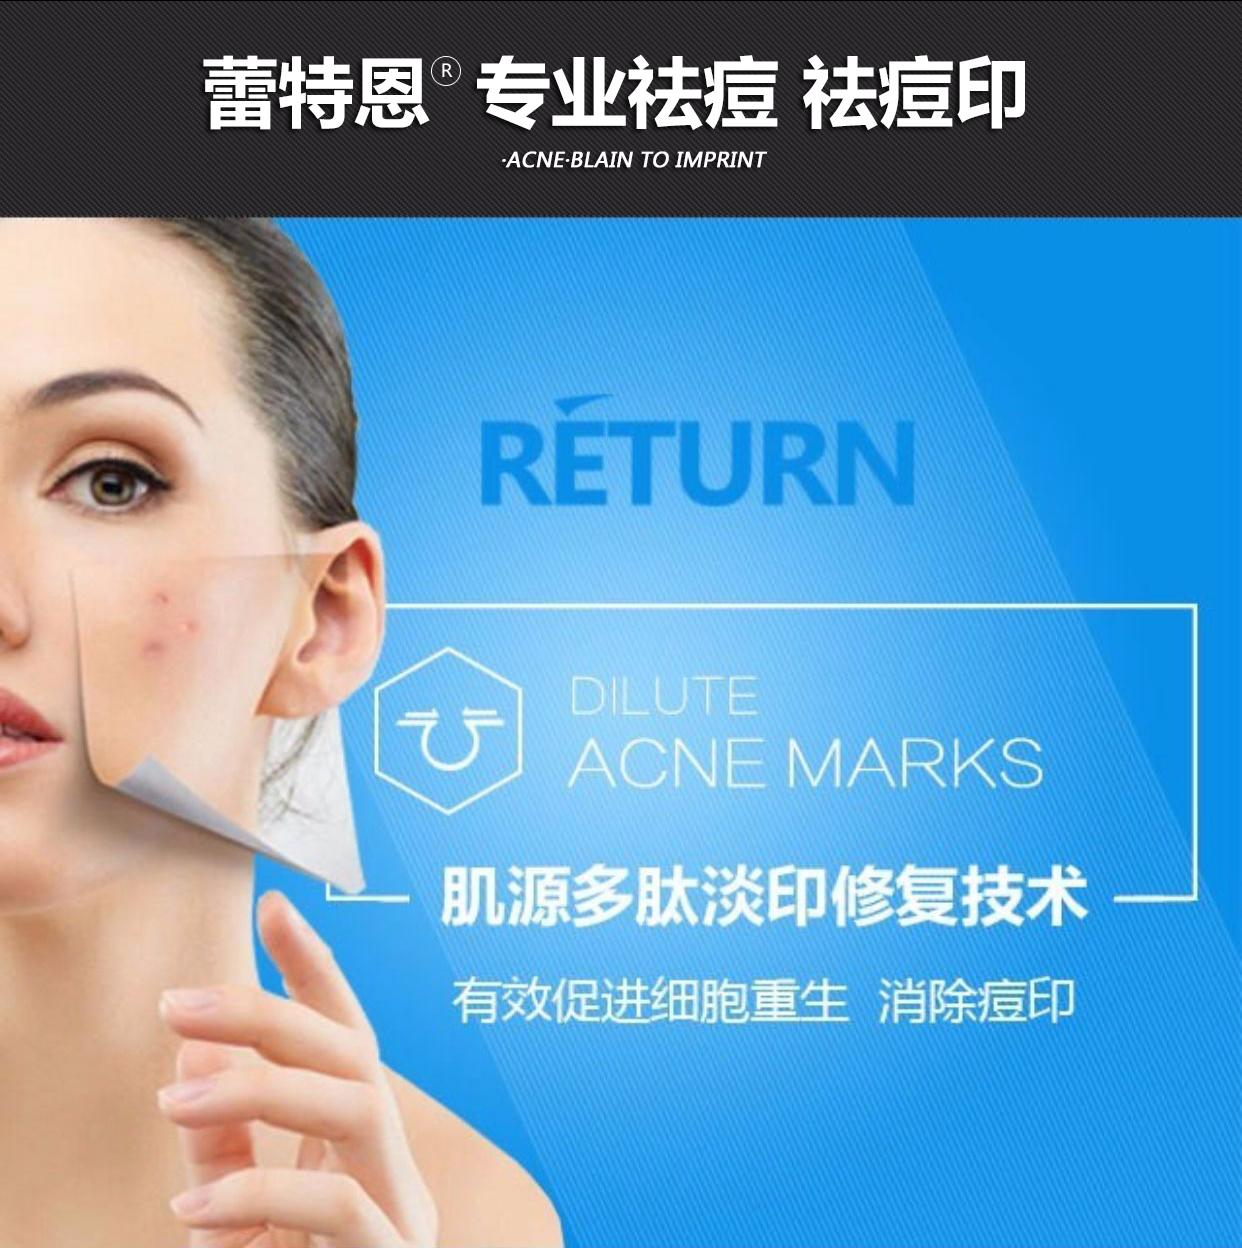 蕾特恩® 专业祛痘 祛痘印
·ACNE·BLAIN TO IMPRINT
RÉTURN
DILUTE
ACNE MARKS
肌源多肽淡印修复技术
有效促进细胞重生 消除痘印